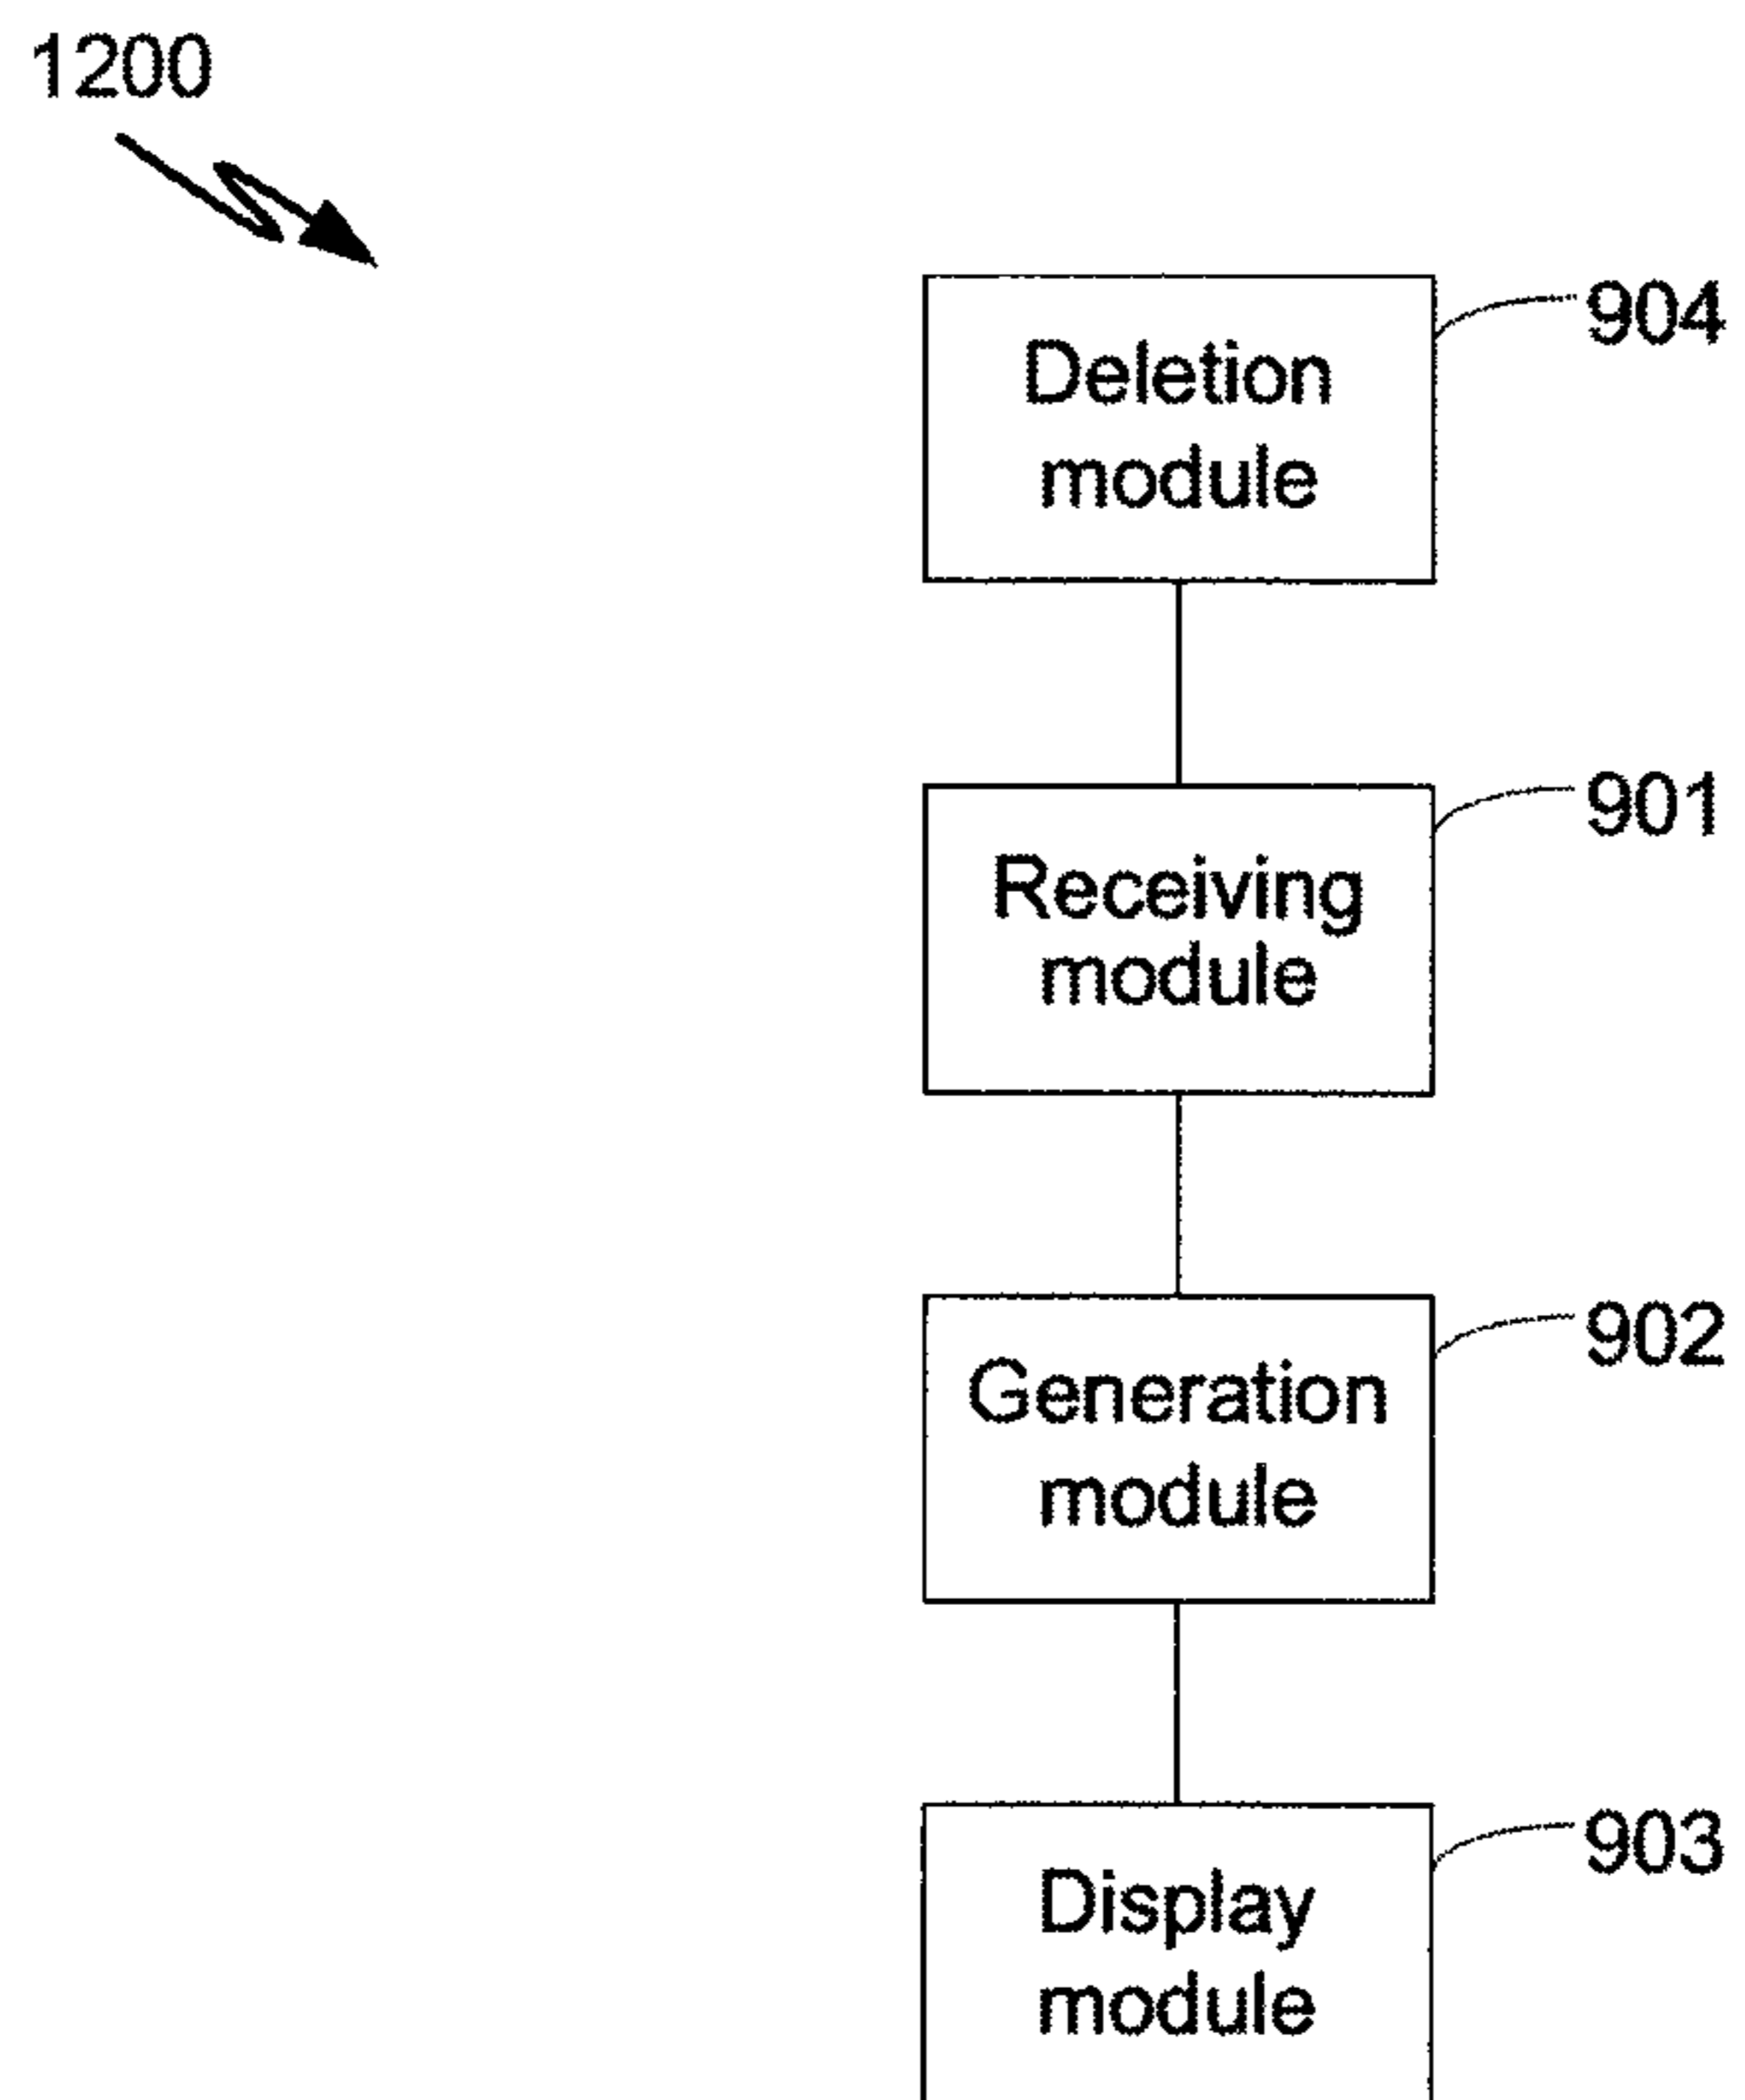 1200
904
Deletion
module
901
Receiving
module
902
Generation
module
903
Display
module